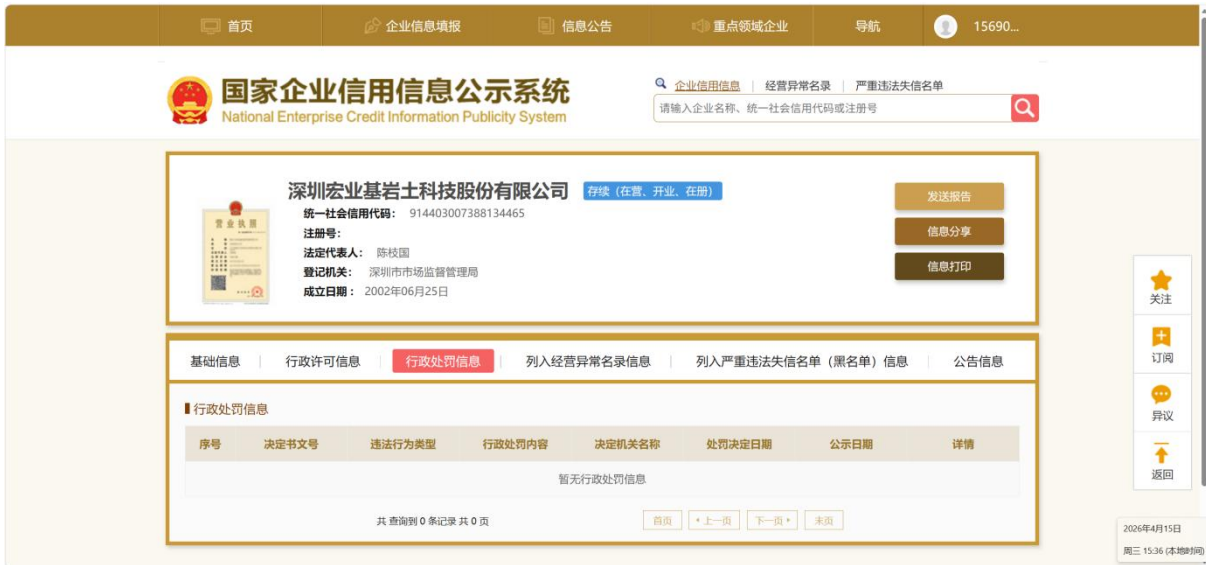 首页 企业信息填报 信息公告 重点领域企业 导航 15690...
国家企业信用信息公示系统
National Enterprise Credit Information Publicity System
企业信用信息 | 经营异常名录 | 严重违法失信名单
请输入企业名称、统一社会信用代码或注册号
深圳宏业基岩土科技股份有限公司 存续（在营、开业、在册）
统一社会信用代码： 914403007388134465
注册号：
法定代表人： 陈枝国
登记机关： 深圳市市场监督管理局
成立日期： 2002年06月25日
营业执照
发送报告
信息分享
信息打印
关注
订阅
异议
返回
基础信息 | 行政许可信息 | 行政处罚信息 | 列入经营异常名录信息 | 列入严重违法失信名单（黑名单）信息 | 公告信息
行政处罚信息
序号 决定书文号 违法行为类型 行政处罚内容 决定机关名称 处罚决定日期 公示日期 详情
暂无行政处罚信息
共 查询到 0 条记录 共 0 页 首页 上一页 下一页 末页
2026年4月15日
周三 15:36 (本地时间)